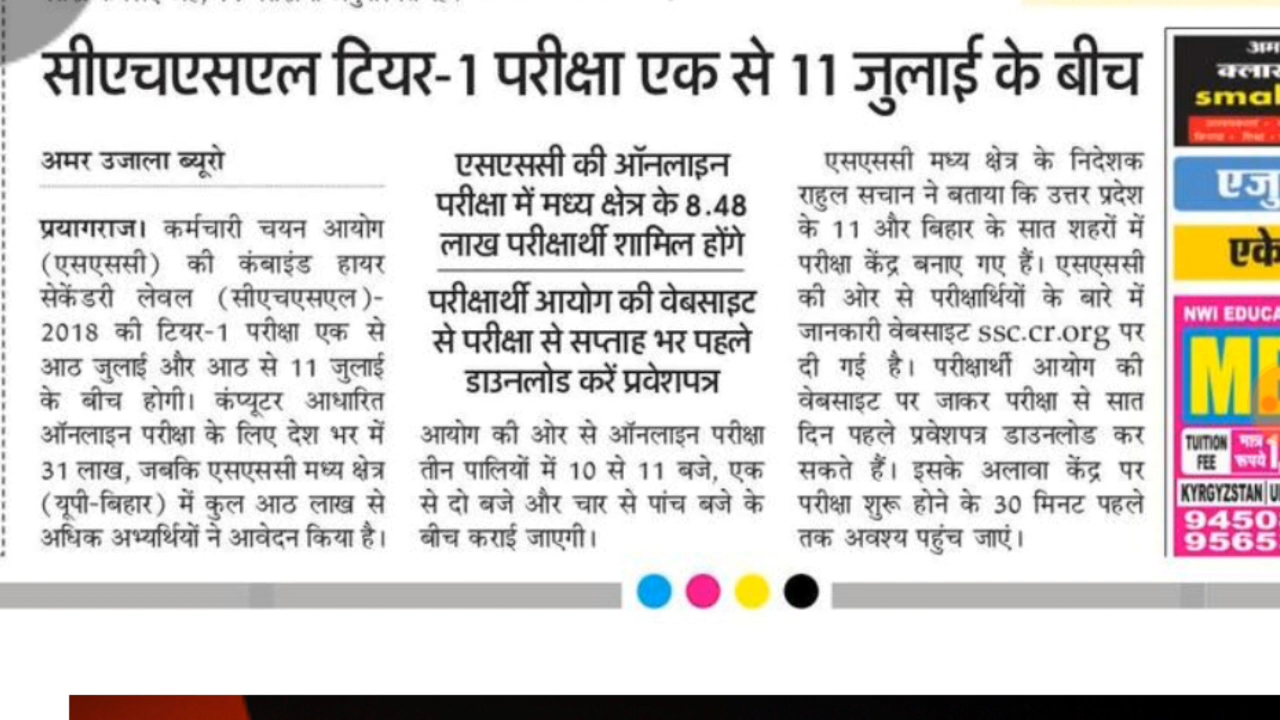 सीएचएसएल टियर-1 परीक्षा एक से 11 जुलाई के बीच
अमर उजाला ब्यूरो
प्रयागराज। कर्मचारी चयन आयोग
(एसएससी) की कंबाइंड हायर
सेकेंडरी लेवल (सीएचएसएल)-
2018 की टियर-1 परीक्षा एक से
आठ जुलाई और आठ से 11 जुलाई
के बीच होगी। कंप्यूटर आधारित
ऑनलाइन परीक्षा के लिए देश भर में
31 लाख, जबकि एसएससी मध्य क्षेत्र
(यूपी-बिहार) में कुल आठ लाख से
अधिक अभ्यर्थियों ने आवेदन किया है।
एसएससी की ऑनलाइन
परीक्षा में मध्य क्षेत्र के 8.48
लाख परीक्षार्थी शामिल होंगे
परीक्षार्थी आयोग की वेबसाइट
से परीक्षा से सप्ताह भर पहले
डाउनलोड करें प्रवेशपत्र
आयोग की ओर से ऑनलाइन परीक्षा
तीन पालियों में 10 से 11 बजे, एक
से दो बजे और चार से पांच बजे के
बीच कराई जाएगी।
एसएससी मध्य क्षेत्र के निदेशक
राहुल सचान ने बताया कि उत्तर प्रदेश
के 11 और बिहार के सात शहरों में
परीक्षा केंद्र बनाए गए हैं। एसएससी
की ओर से परीक्षार्थियों के बारे में
जानकारी वेबसाइट ssc.cr.org पर
दी गई है। परीक्षार्थी आयोग की
वेबसाइट पर जाकर परीक्षा से सात
दिन पहले प्रवेशपत्र डाउनलोड कर
सकते हैं। इसके अलावा केंद्र पर
परीक्षा शुरू होने के 30 मिनट पहले
तक अवश्य पहुंच जाएं।
NWI
TUITION
FEE
मात्र
रूपये
KYRGYZSTAN
9450
9565